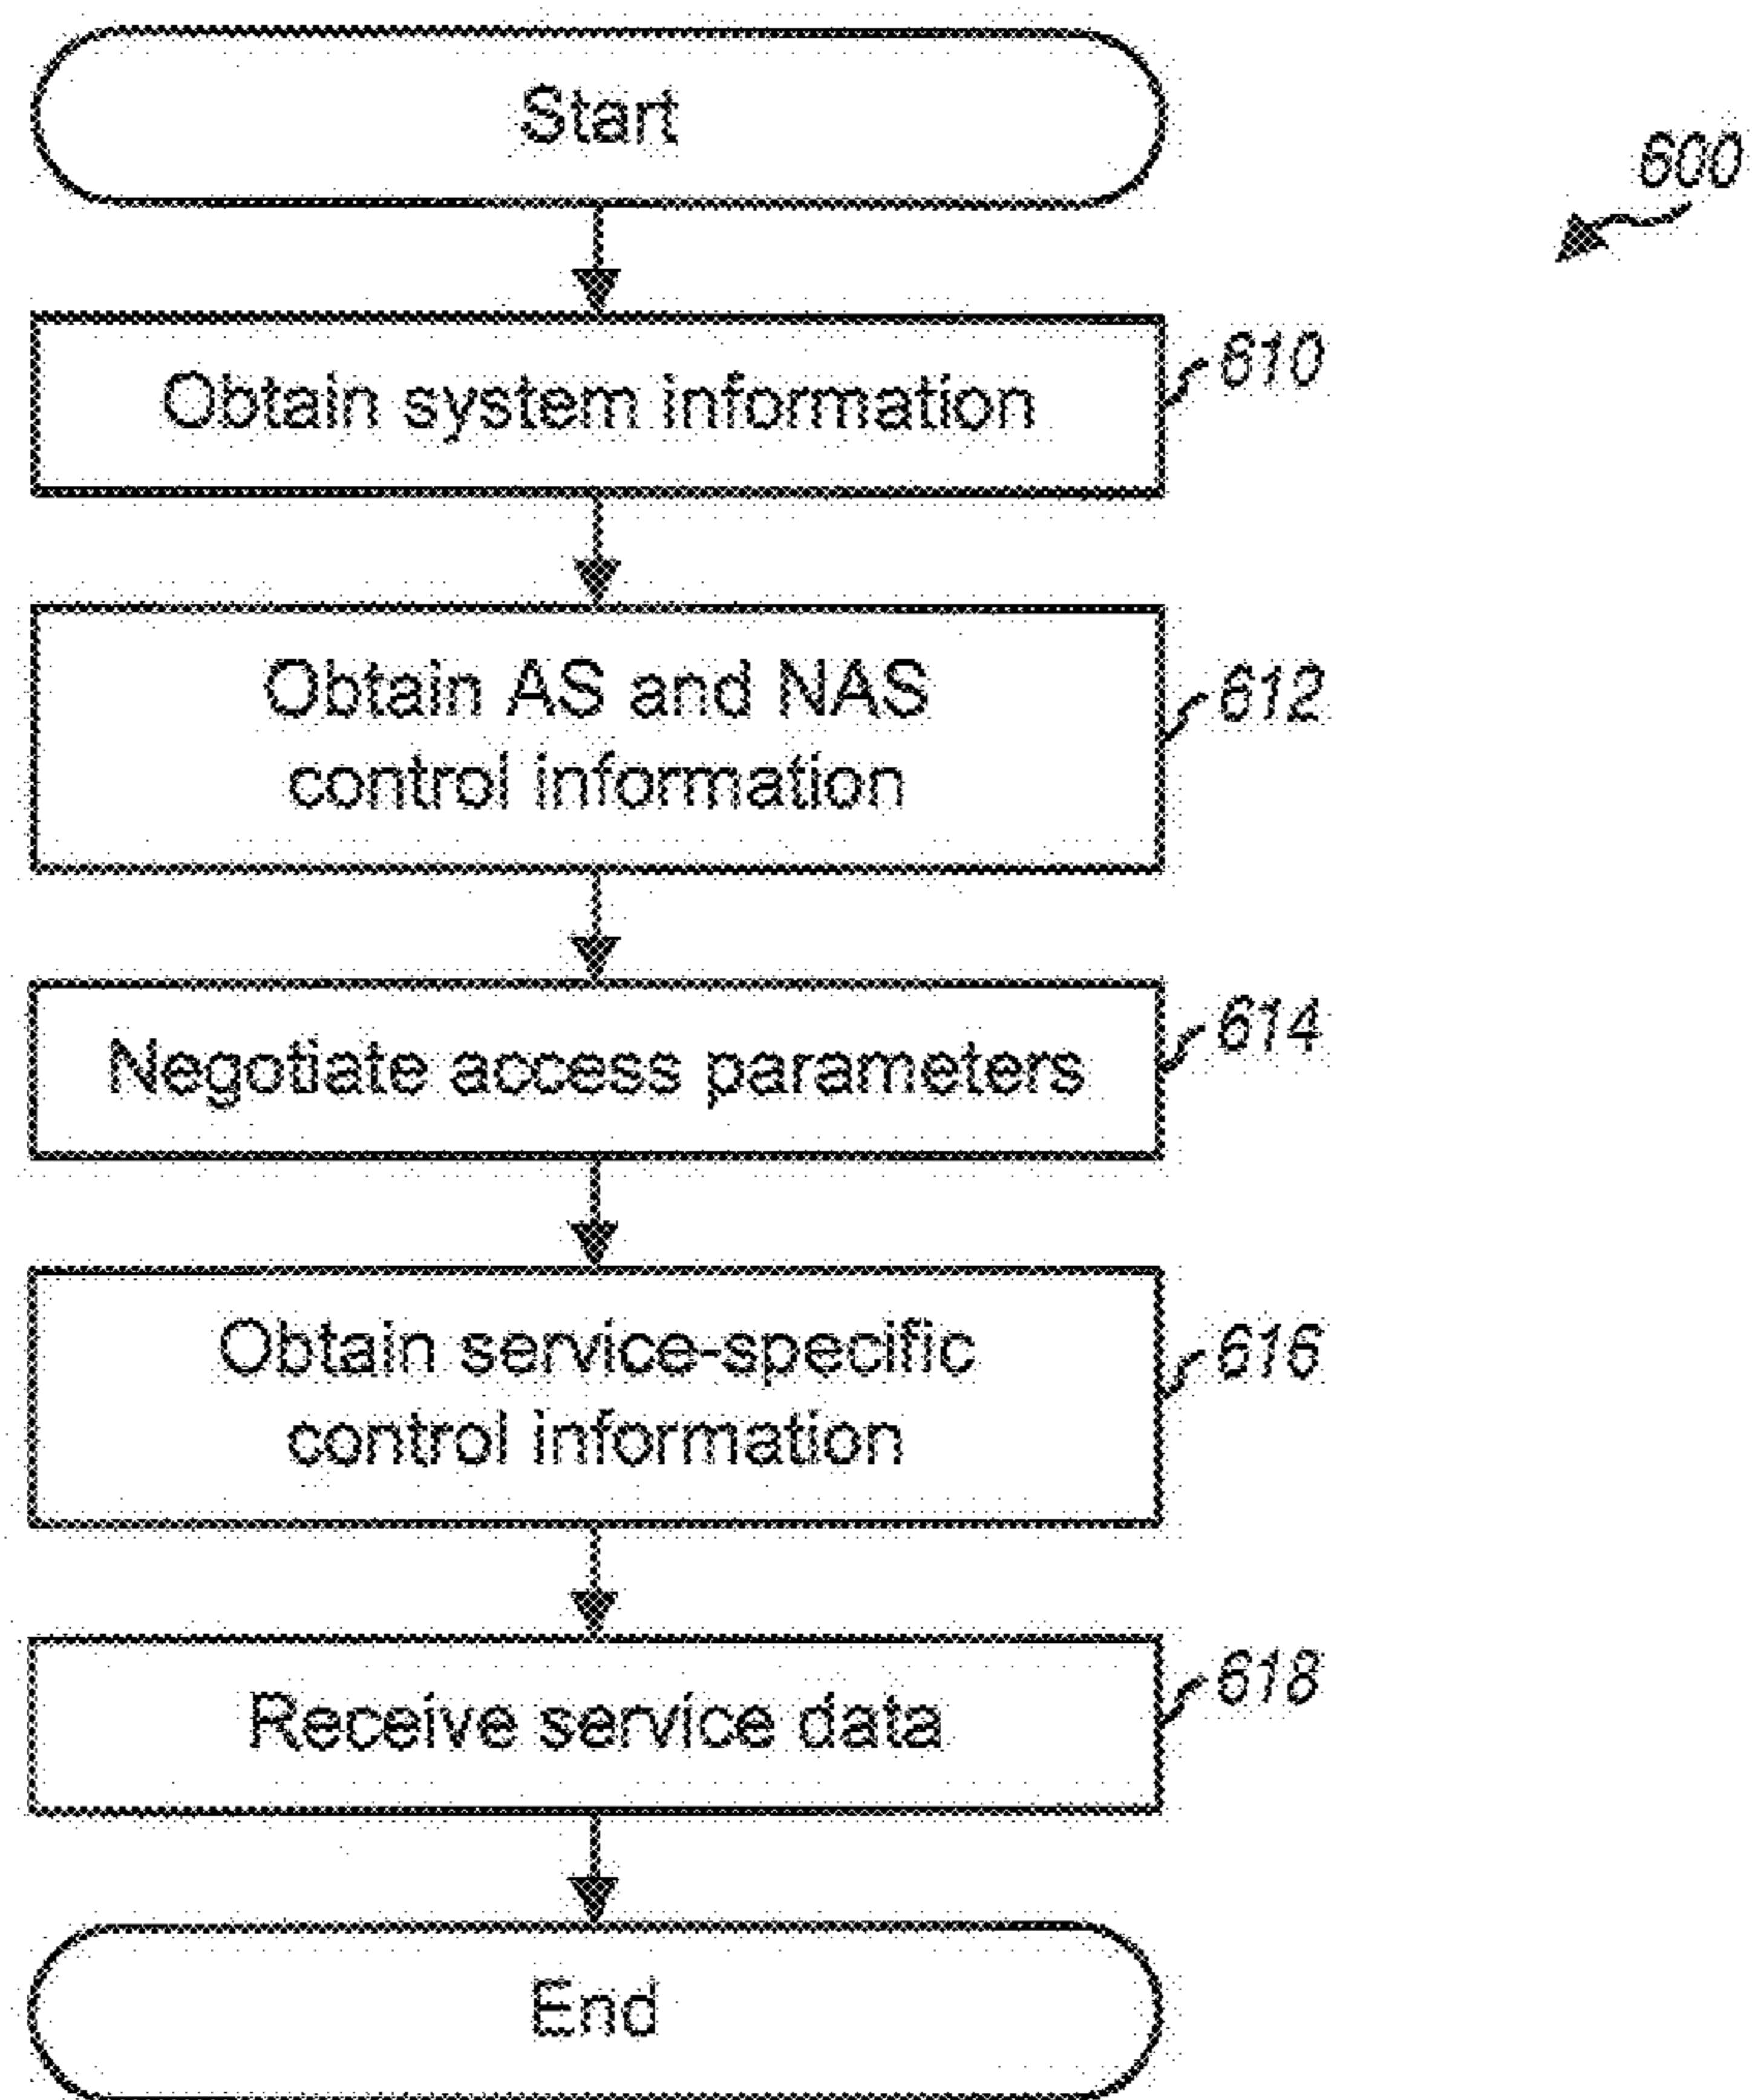 Start
600
Obtain system information
610
Obtain AS and NAS
control information
612
Negotiate access parameters
614
Obtain service-specific
control information
616
Receive service data
618
End